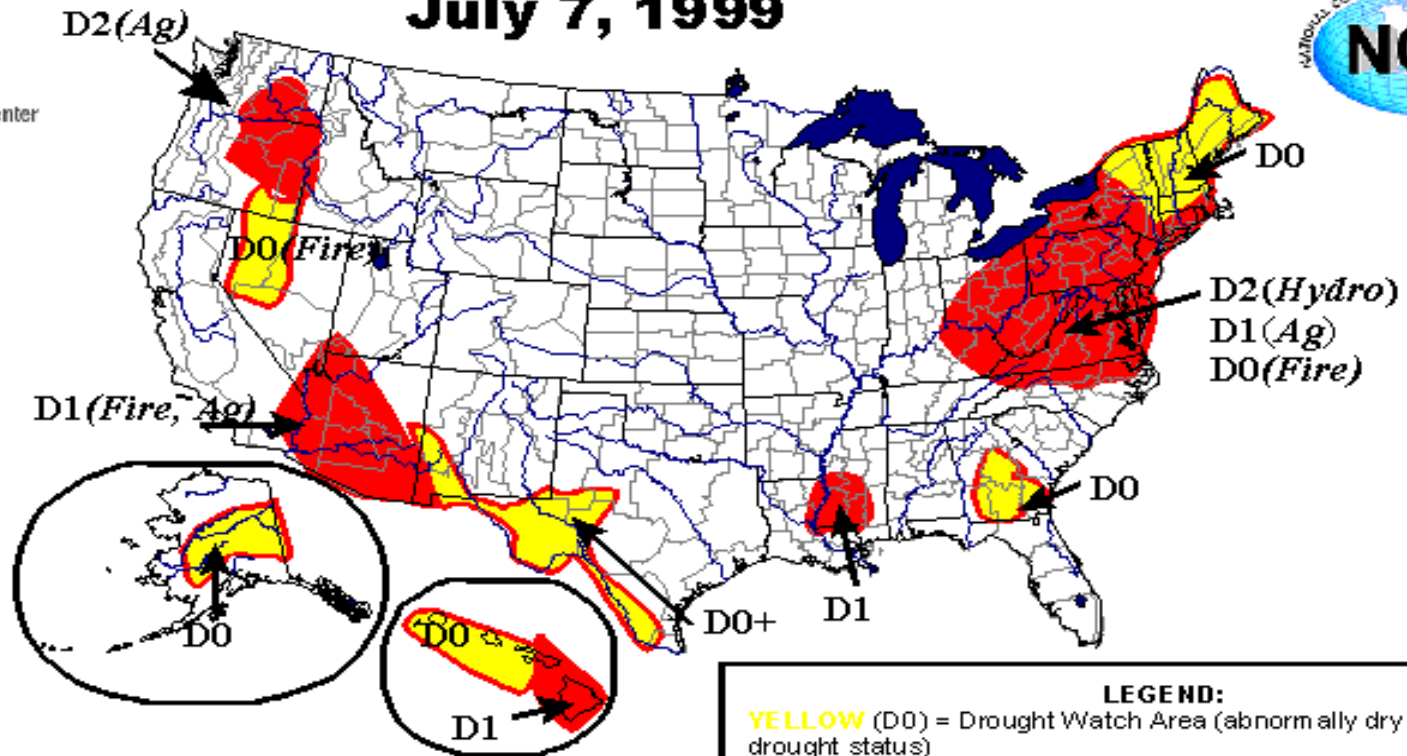 July 7, 1999
D2(Ag)
enter
NATIONAL
D0
D0(Fire)
D2(Hydro)
D1(Ag)
D0(Fire)
D1(Fire, Ag)
D0
D0+
D1
D0
D0
D1
LEGEND:
YELLOW (D0) = Drought Watch Area (abnormally dry
drought status)